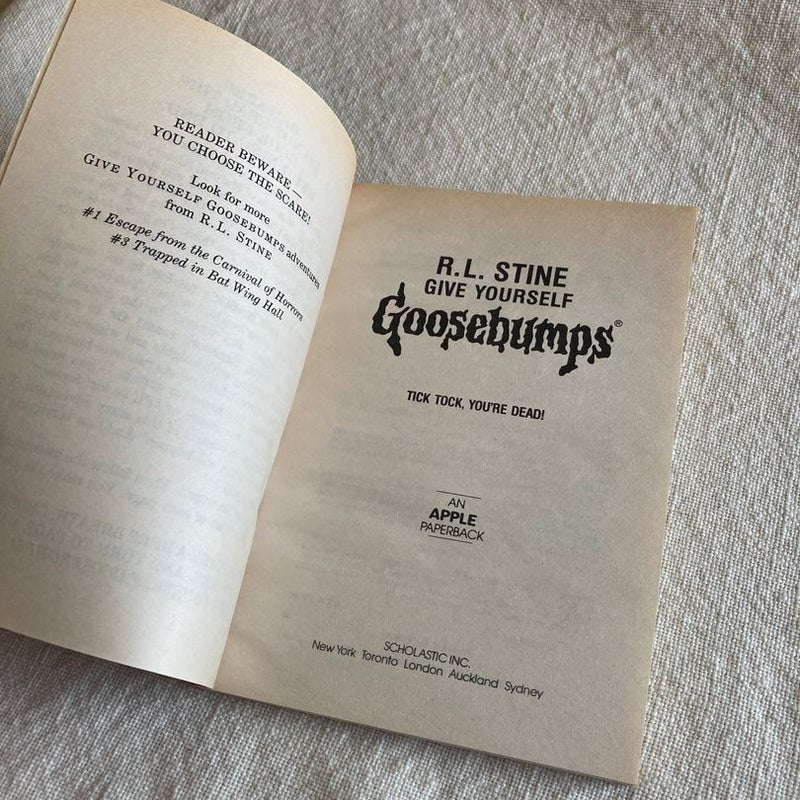 READER BEWARE—
YOU CHOOSE THE SCARE!
Look for more
GIVE YOURSELF GOOSEBUMPS adventures
from R.L. STINE
#1 Escape from the Carnival of Horrors
#3 Trapped in Bat Wing Hall
R.L. STINE
GIVE YOURSELF
Goosebumps®
TICK TOCK, YOU'RE DEAD!
AN
APPLE
PAPERBACK
SCHOLASTIC INC.
New York Toronto London Auckland Sydney